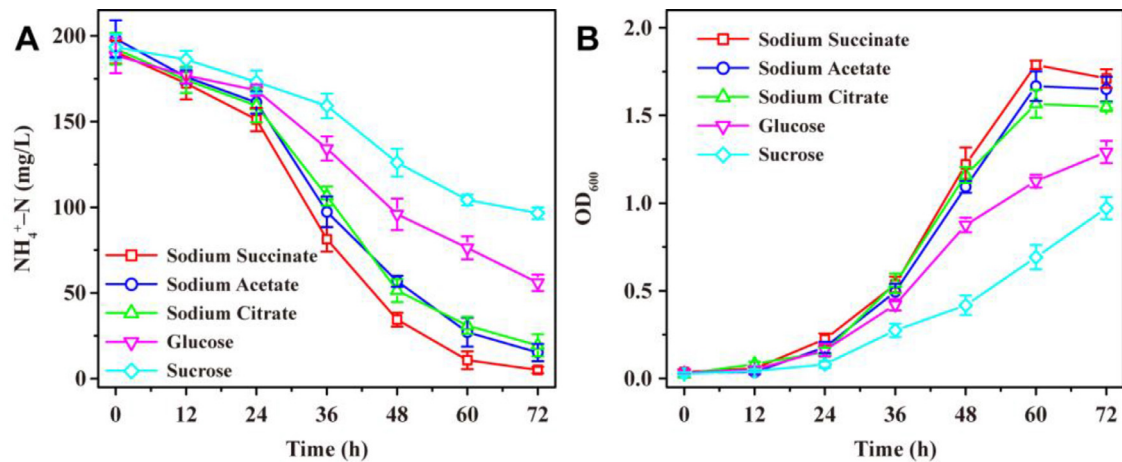 A
NH₄⁺–N (mg/L)
200
150
100
50
0
Sodium Succinate
Sodium Acetate
Sodium Citrate
Glucose
Sucrose
0 12 24 36 48 60 72
Time (h)
B
OD₆₀₀
2.0
1.5
1.0
0.5
0.0
Sodium Succinate
Sodium Acetate
Sodium Citrate
Glucose
Sucrose
0 12 24 36 48 60 72
Time (h)